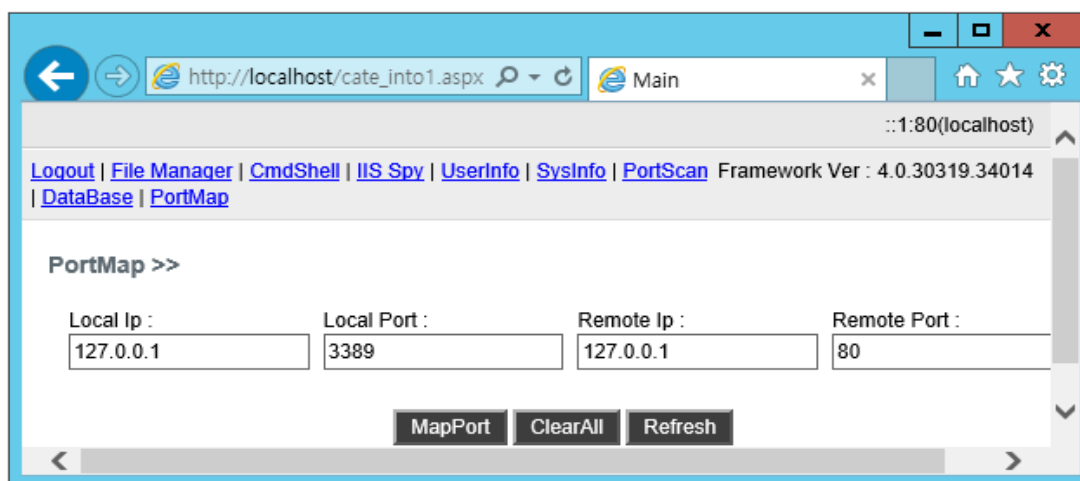 http://localhost/cate_into1.aspx
Main
::1:80(localhost)
Logout | File Manager | CmdShell | IIS Spy | UserInfo | SysInfo | PortScan Framework Ver : 4.0.30319.34014
| DataBase | PortMap
PortMap >>
Local Ip : Local Port : Remote Ip : Remote Port :
127.0.0.1 3389 127.0.0.1 80
MapPort ClearAll Refresh